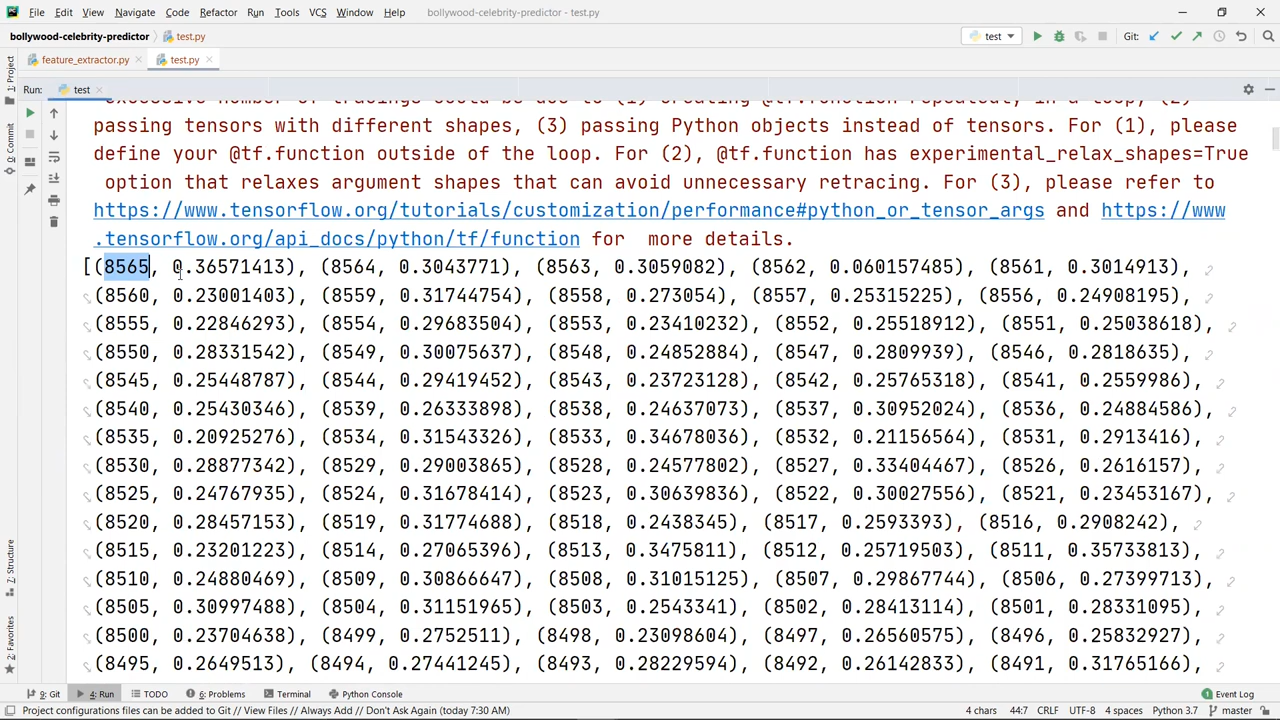 File Edit View Navigate Code Refactor Run Tools VCS Window Help bollywood-celebrity-predictor - test.py
bollywood-celebrity-predictor test.py test Git:
feature_extractor.py test.py
Run: test
passing tensors with different shapes, (3) passing Python objects instead of tensors. For (1), please
define your @tf.function outside of the loop. For (2), @tf.function has experimental_relax_shapes=True
option that relaxes argument shapes that can avoid unnecessary retracing. For (3), please refer to
https://www.tensorflow.org/tutorials/customization/performance#python_or_tensor_args and https://www
.tensorflow.org/api_docs/python/tf/function for  more details.
[(8565, 0.36571413), (8564, 0.3043771), (8563, 0.3059082), (8562, 0.060157485), (8561, 0.3014913),
(8560, 0.23001403), (8559, 0.31744754), (8558, 0.273054), (8557, 0.25315225), (8556, 0.24908195),
(8555, 0.22846293), (8554, 0.29683504), (8553, 0.23410232), (8552, 0.25518912), (8551, 0.25038618),
(8550, 0.28331542), (8549, 0.30075637), (8548, 0.24852884), (8547, 0.2809939), (8546, 0.2818635),
(8545, 0.25448787), (8544, 0.29419452), (8543, 0.23723128), (8542, 0.25765318), (8541, 0.2559986),
(8540, 0.25430346), (8539, 0.26333898), (8538, 0.24637073), (8537, 0.30952024), (8536, 0.24884586),
(8535, 0.20925276), (8534, 0.31543326), (8533, 0.34678036), (8532, 0.21156564), (8531, 0.2913416),
(8530, 0.28877342), (8529, 0.29003865), (8528, 0.24577802), (8527, 0.33404467), (8526, 0.2616157),
(8525, 0.24767935), (8524, 0.31678414), (8523, 0.30639836), (8522, 0.30027556), (8521, 0.23453167),
(8520, 0.28457153), (8519, 0.31774688), (8518, 0.2438345), (8517, 0.2593393), (8516, 0.2908242),
(8515, 0.23201223), (8514, 0.27065396), (8513, 0.3475811), (8512, 0.25719503), (8511, 0.35733813),
(8510, 0.24880469), (8509, 0.30866647), (8508, 0.31015125), (8507, 0.29867744), (8506, 0.27399713),
(8505, 0.30997488), (8504, 0.31151965), (8503, 0.2543341), (8502, 0.28413114), (8501, 0.28331095),
(8500, 0.23704638), (8499, 0.2752511), (8498, 0.23098604), (8497, 0.26560575), (8496, 0.25832927),
(8495, 0.2649513), (8494, 0.27441245), (8493, 0.28229594), (8492, 0.26142833), (8491, 0.31765166),
1: Project
0: Commit
7: Structure
2: Favorites
9: Git 4: Run TODO 6: Problems Terminal Python Console Event Log
Project configurations files can be added to Git // View Files // Always Add // Don't Ask Again (today 7:30 AM) 4 chars 44:7 CRLF UTF-8 4 spaces Python 3.7 master